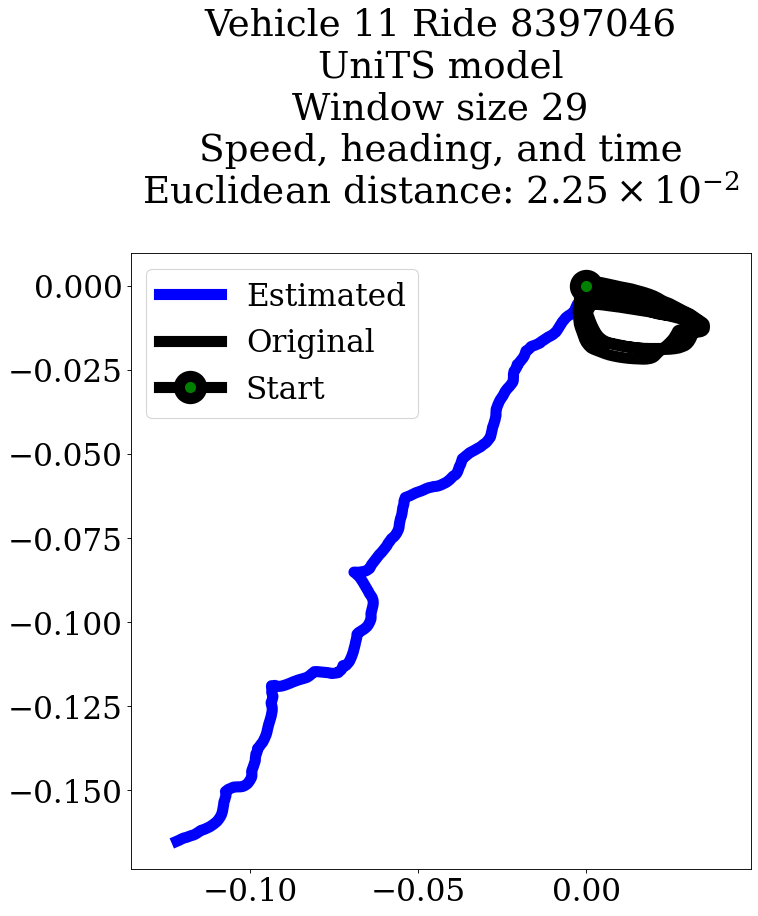 Vehicle 11 Ride 8397046
UniTS model
Window size 29
Speed, heading, and time
Euclidean distance: 2.25 × 10⁻²
Estimated
Original
Start
0.000
−0.025
−0.050
−0.075
−0.100
−0.125
−0.150
−0.10 −0.05 0.00